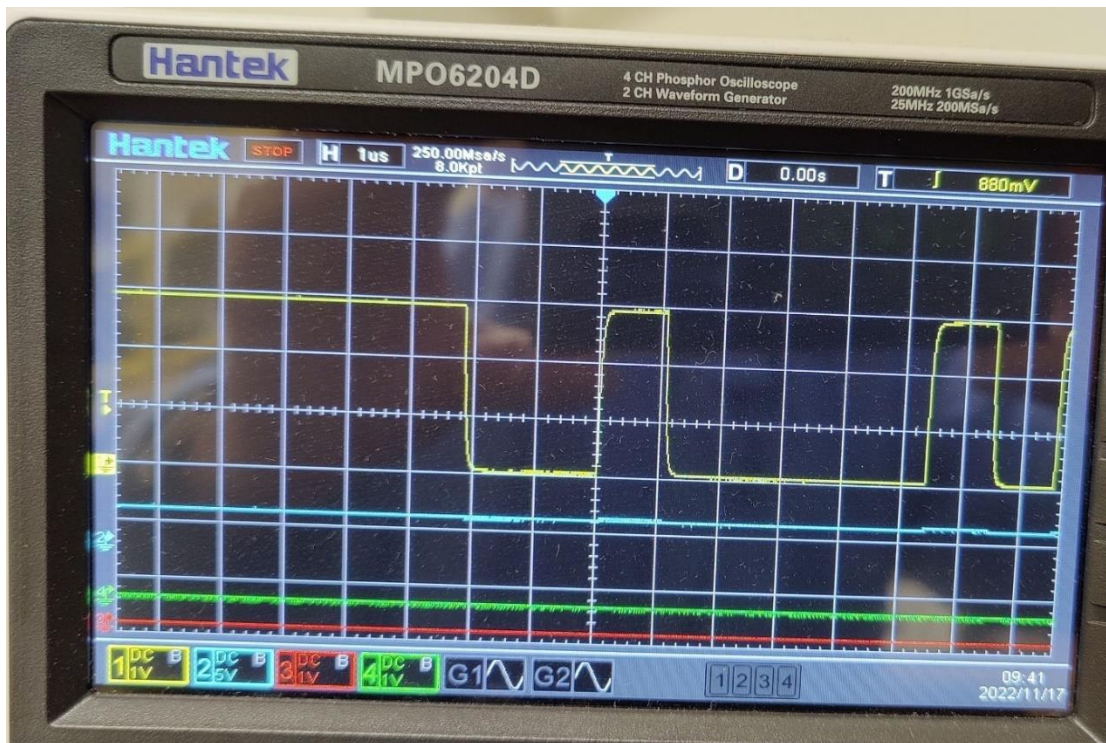 Hantek MPO6204D 4 CH Phosphor Oscilloscope 200MHz 1GSa/s
2 CH Waveform Generator 25MHz 200MSa/s
Hantek STOP H 1us 250.00Msa/s T D 0.00s T 880mV
8.0Kpt
T
2
4
1 DC B 2 DC B 3 DC B 4 DC B G1 G2 1 2 3 4 09:41
1V 5V 1V 1V 2022/11/17